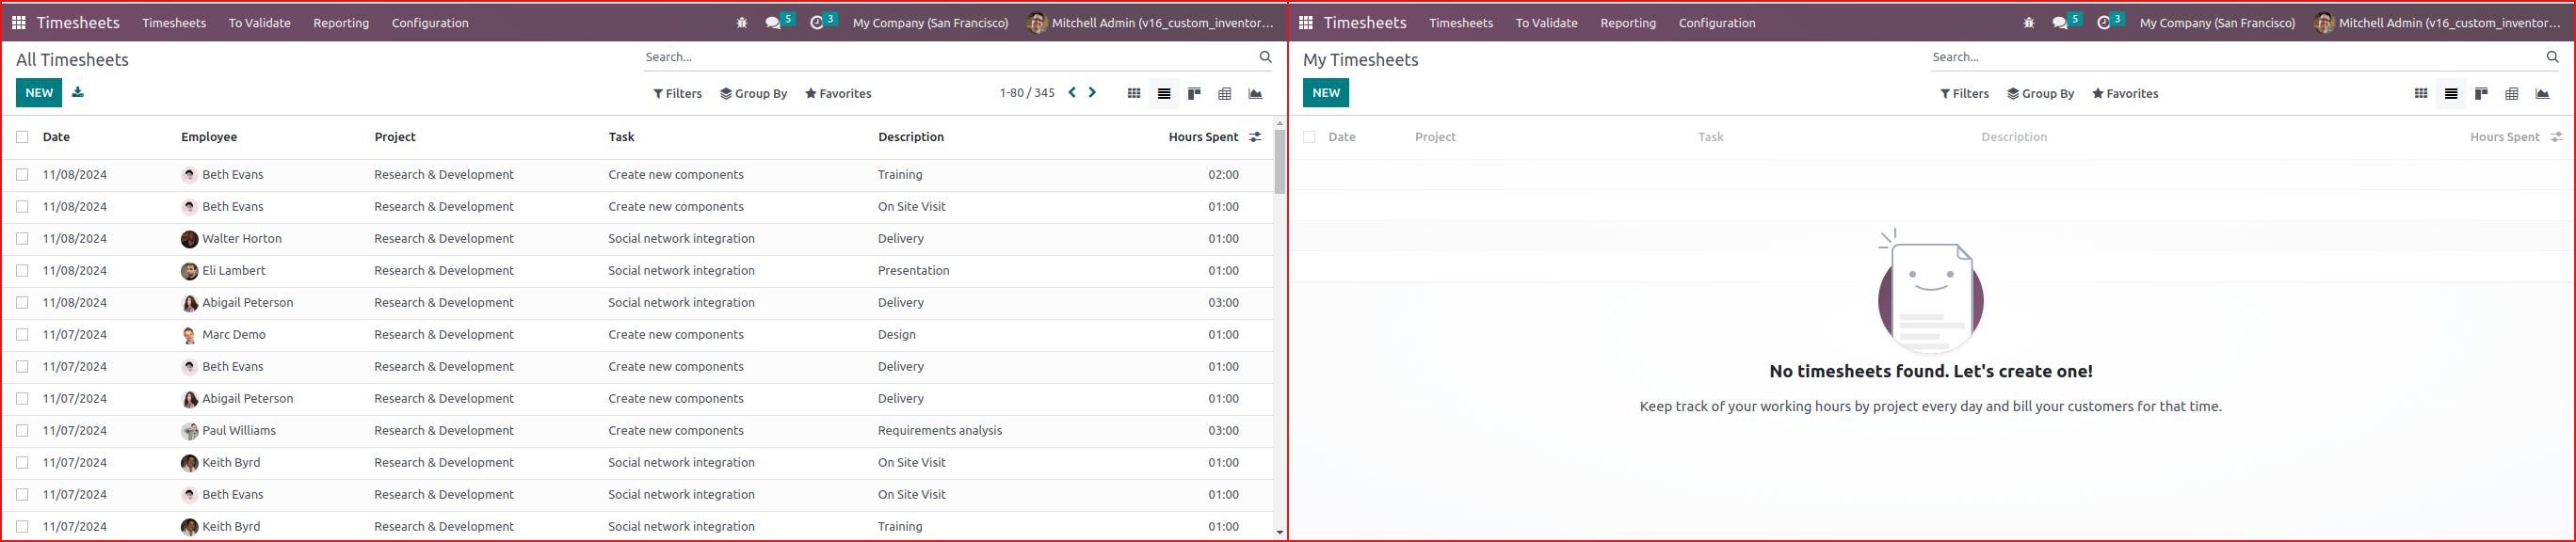 Timesheets Timesheets To Validate Reporting Configuration 5 3 My Company (San Francisco) Mitchell Admin (v16_custom_inventor...
All Timesheets Search...
NEW Filters Group By Favorites 1-80 / 345
Date Employee Project Task Description Hours Spent
11/08/2024 Beth Evans Research & Development Create new components Training 02:00
11/08/2024 Beth Evans Research & Development Create new components On Site Visit 01:00
11/08/2024 Walter Horton Research & Development Social network integration Delivery 01:00
11/08/2024 Eli Lambert Research & Development Social network integration Presentation 01:00
11/08/2024 Abigail Peterson Research & Development Social network integration Delivery 03:00
11/07/2024 Marc Demo Research & Development Create new components Design 01:00
11/07/2024 Beth Evans Research & Development Create new components Delivery 01:00
11/07/2024 Abigail Peterson Research & Development Create new components Delivery 01:00
11/07/2024 Paul Williams Research & Development Create new components Requirements analysis 03:00
11/07/2024 Keith Byrd Research & Development Social network integration On Site Visit 01:00
11/07/2024 Beth Evans Research & Development Social network integration On Site Visit 01:00
11/07/2024 Keith Byrd Research & Development Social network integration Training 01:00
Timesheets Timesheets To Validate Reporting Configuration 5 3 My Company (San Francisco) Mitchell Admin (v16_custom_inventor...
My Timesheets Search...
NEW Filters Group By Favorites
Date Project Task Description Hours Spent
No timesheets found. Let's create one!
Keep track of your working hours by project every day and bill your customers for that time.